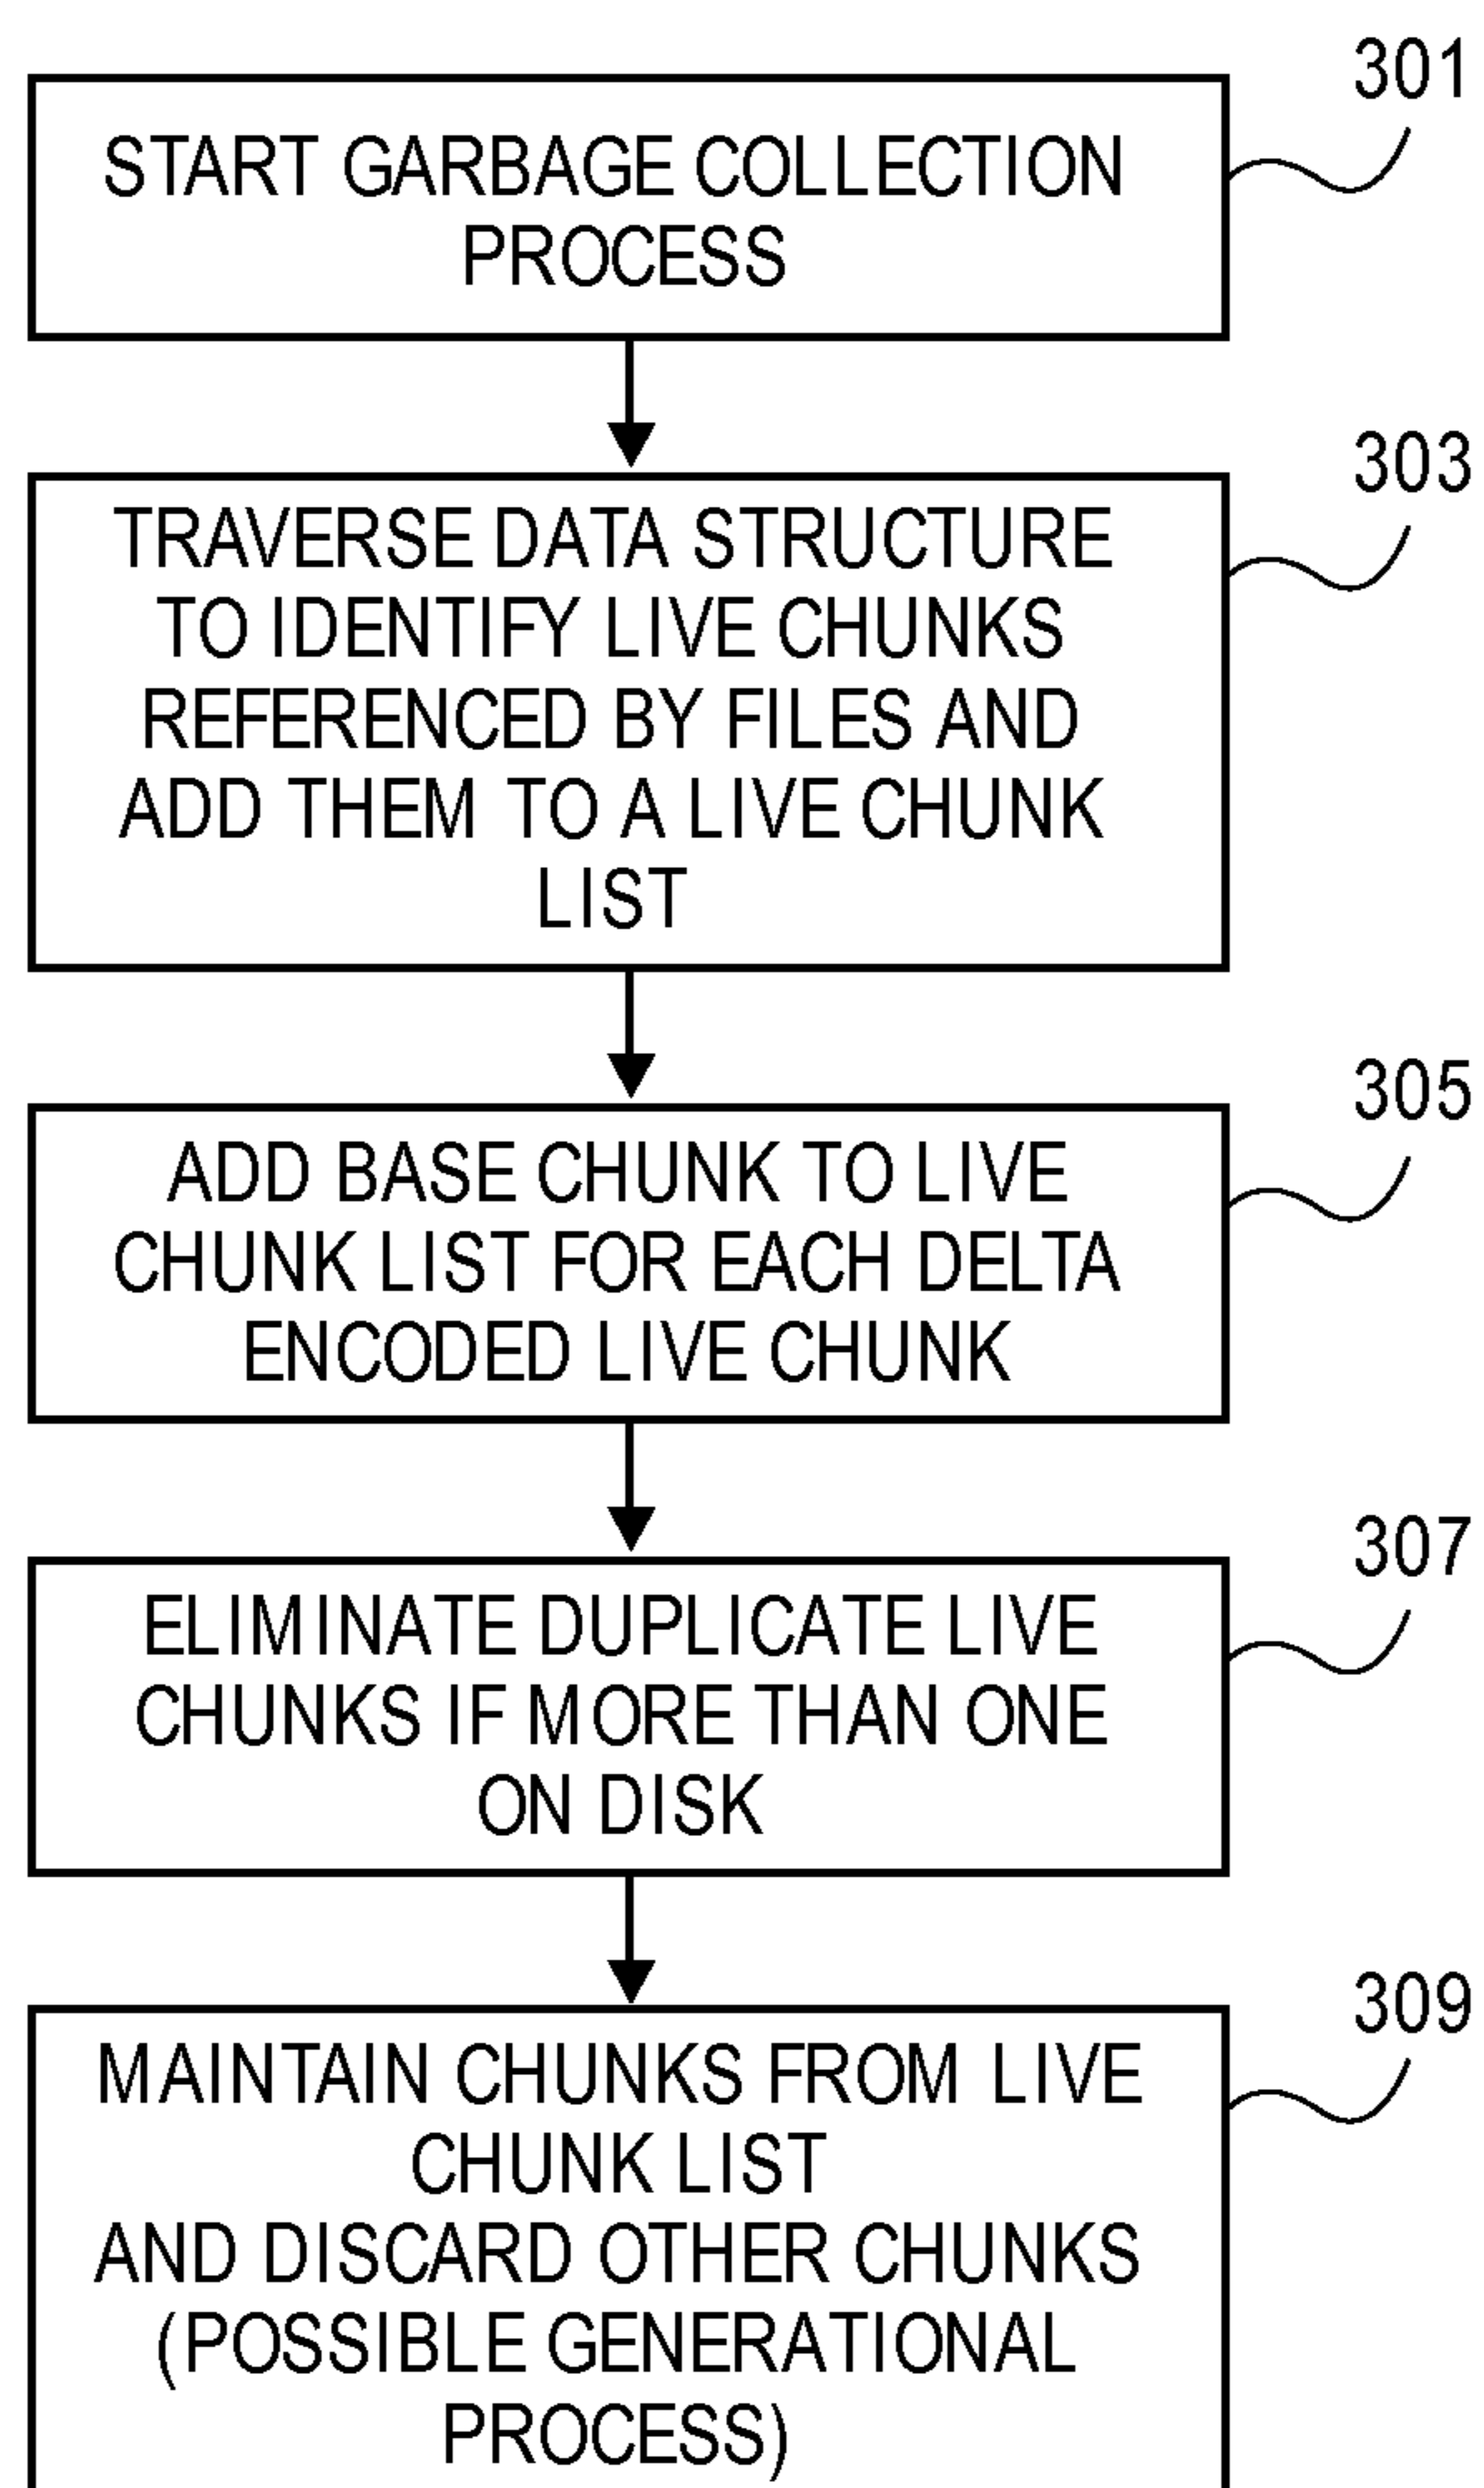 301
START GARBAGE COLLECTION
PROCESS
303
TRAVERSE DATA STRUCTURE
TO IDENTIFY LIVE CHUNKS
REFERENCED BY FILES AND
ADD THEM TO A LIVE CHUNK
LIST
305
ADD BASE CHUNK TO LIVE
CHUNK LIST FOR EACH DELTA
ENCODED LIVE CHUNK
307
ELIMINATE DUPLICATE LIVE
CHUNKS IF MORE THAN ONE
ON DISK
309
MAINTAIN CHUNKS FROM LIVE
CHUNK LIST
AND DISCARD OTHER CHUNKS
(POSSIBLE GENERATIONAL
PROCESS)